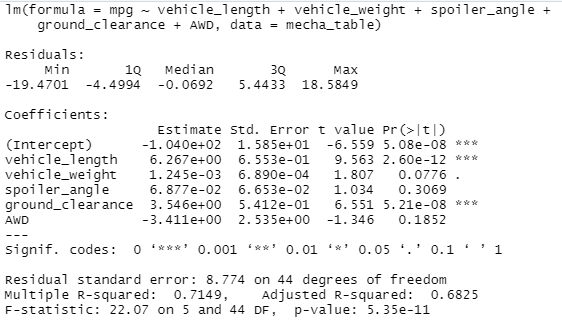 lm(formula = mpg ~ vehicle_length + vehicle_weight + spoiler_angle +
    ground_clearance + AWD, data = mecha_table)
Residuals:
     Min       1Q   Median       3Q      Max
-19.4701  -4.4994  -0.0692   5.4433  18.5849
Coefficients:
                   Estimate Std. Error t value Pr(>|t|)
(Intercept)      -1.040e+02  1.585e+01  -6.559 5.08e-08 ***
vehicle_length    6.267e+00  6.553e-01   9.563 2.60e-12 ***
vehicle_weight    1.245e-03  6.890e-04   1.807   0.0776 .
spoiler_angle     6.877e-02  6.653e-02   1.034   0.3069
ground_clearance  3.546e+00  5.412e-01   6.551 5.21e-08 ***
AWD              -3.411e+00  2.535e+00  -1.346   0.1852
---
Signif. codes:  0 ‘***’ 0.001 ‘**’ 0.01 ‘*’ 0.05 ‘.’ 0.1 ‘ ’ 1
Residual standard error: 8.774 on 44 degrees of freedom
Multiple R-squared:  0.7149,    Adjusted R-squared:  0.6825
F-statistic: 22.07 on 5 and 44 DF,  p-value: 5.35e-11